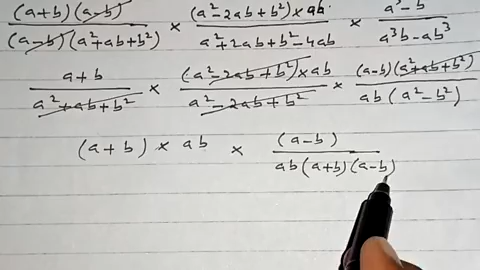 (a+b)(a-b) / (a-b)(a²+ab+b²) × (a²-2ab+b²)×ab / a²+2ab+b²-4ab × a³-b / a³b-ab³
a+b / a²+ab+b² × (a²-2ab+b²)×ab / a²-2ab+b² × (a-b)(a²+ab+b²) / ab(a²-b²)
(a+b) × ab × (a-b) / ab(a+b)(a-b)